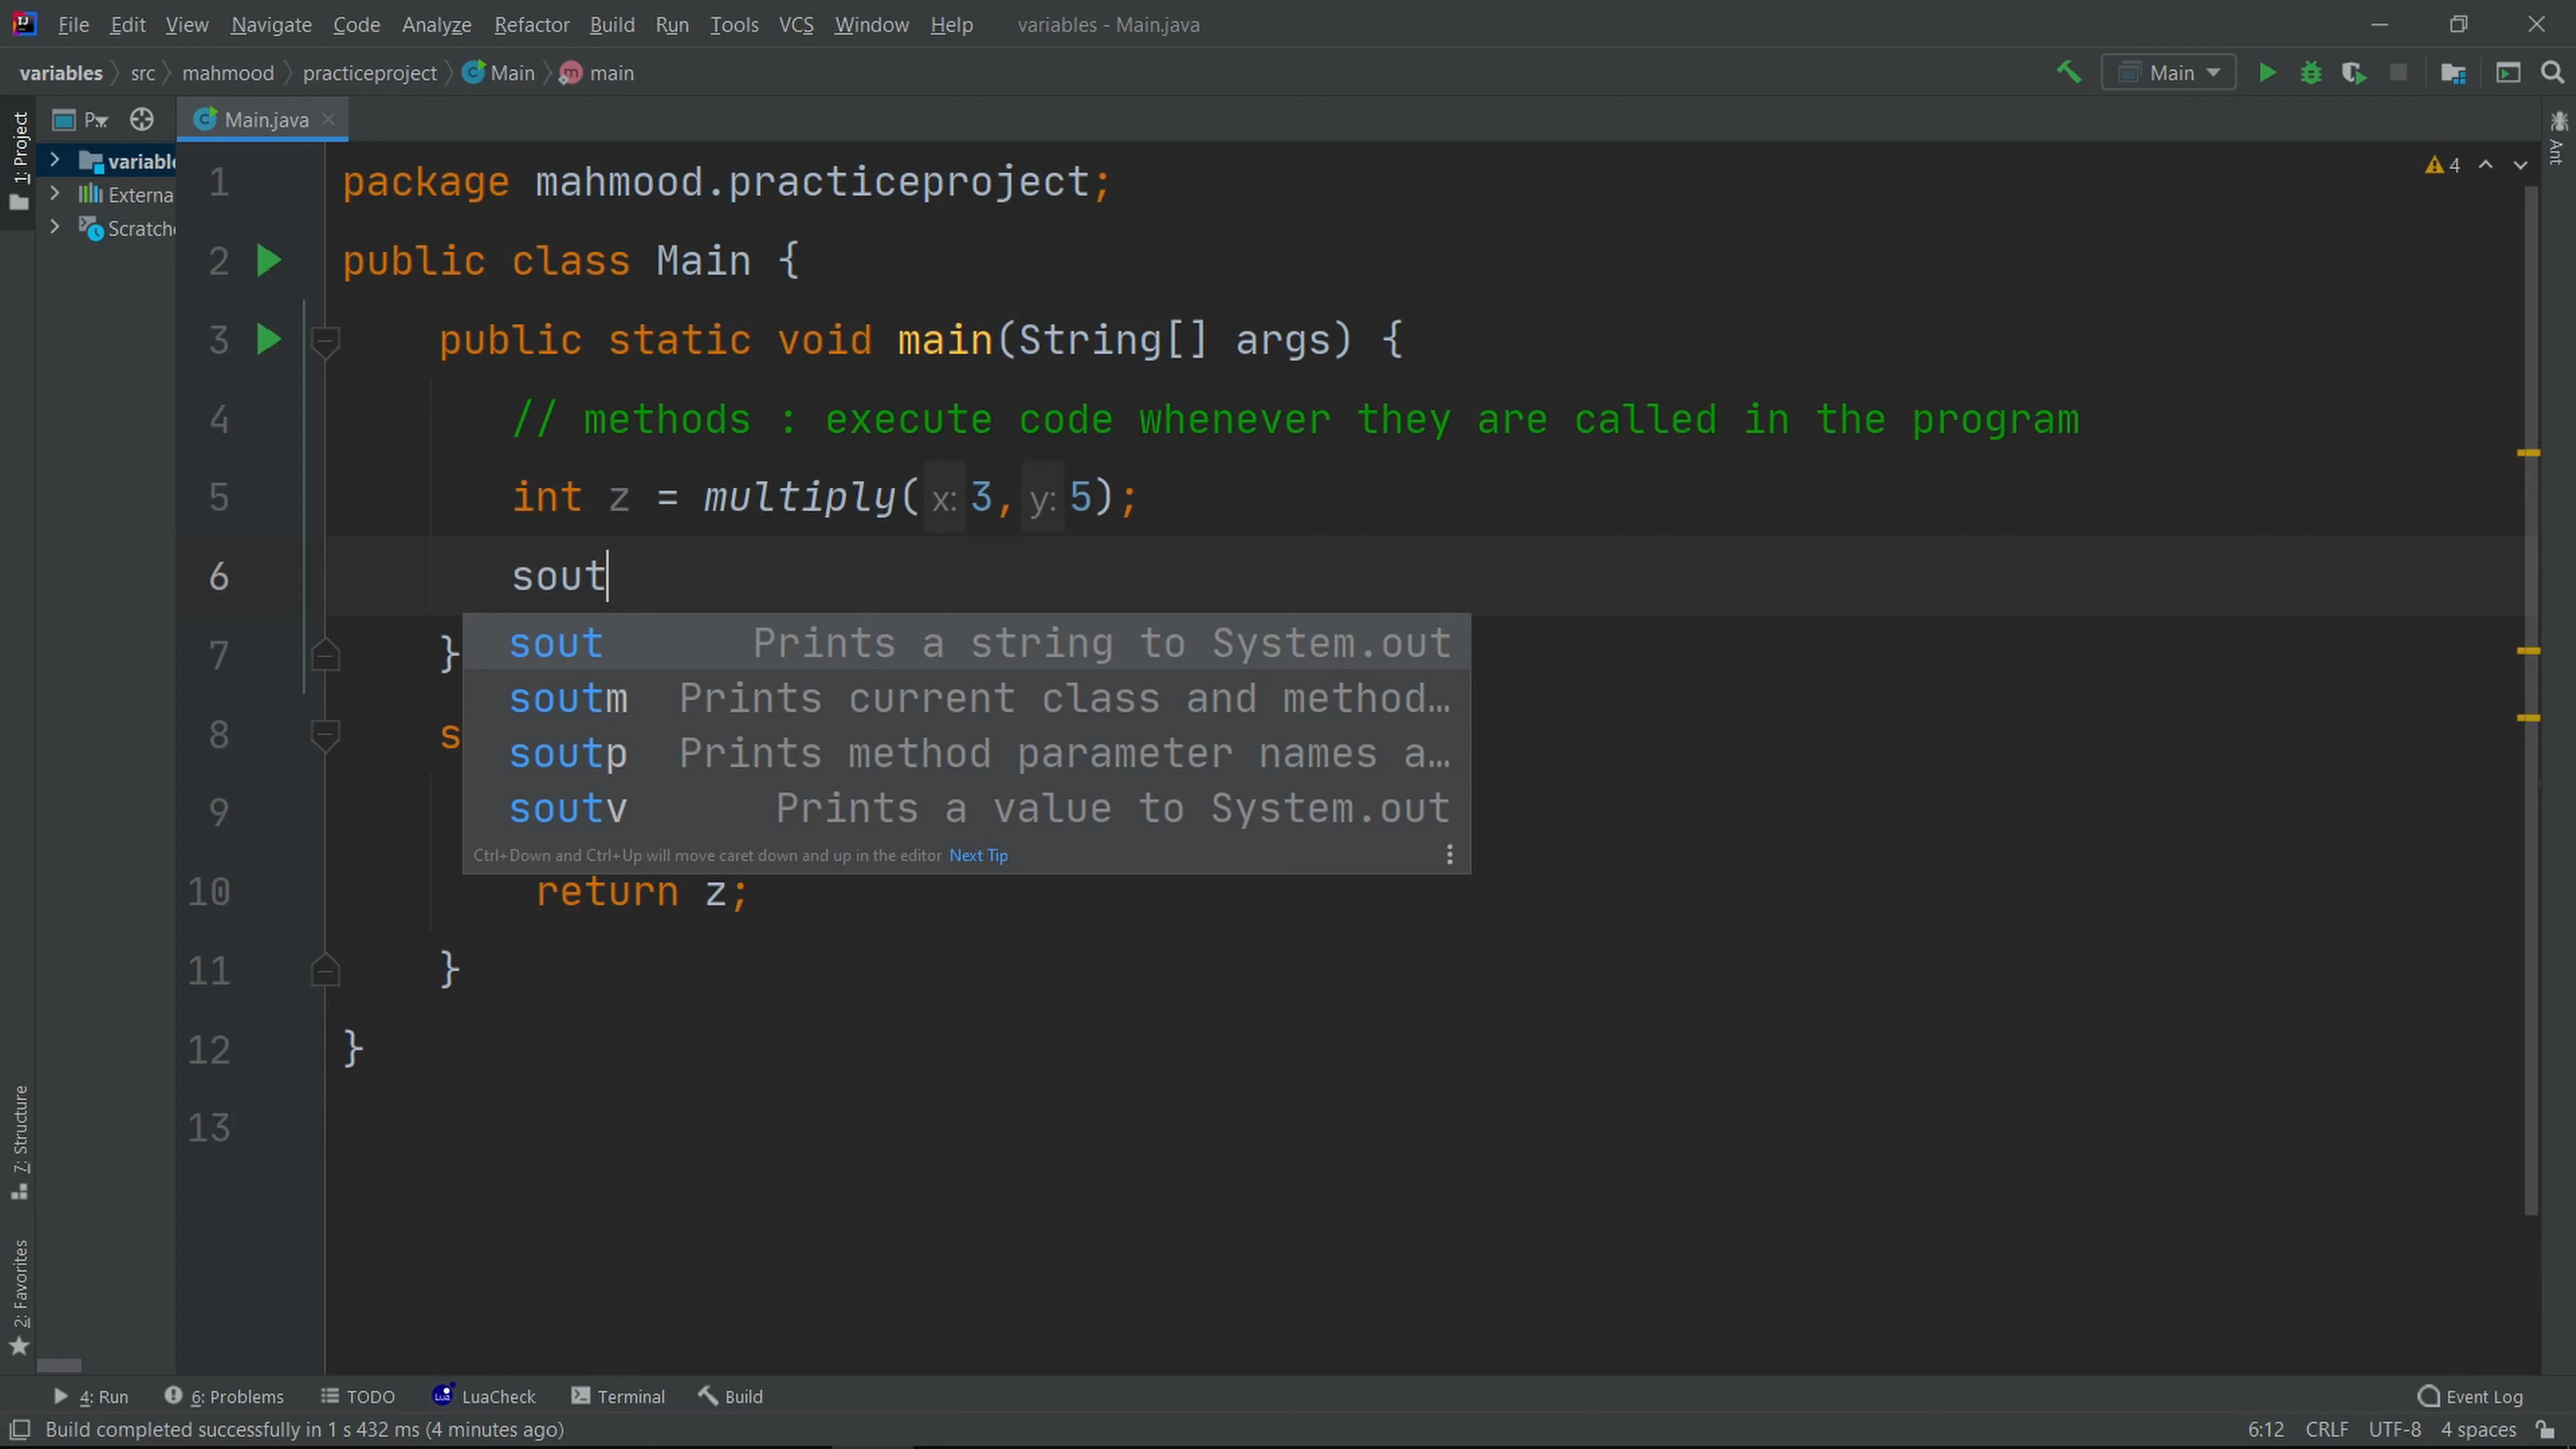 File Edit View Navigate Code Analyze Refactor Build Run Tools VCS Window Help variables - Main.java
variables src mahmood practiceproject Main main Main
1: Project
P...
Main.java
variable
Externa
Scratche
4
Ant
1 package mahmood.practiceproject;
2 public class Main {
3 public static void main(String[] args) {
4 // methods : execute code whenever they are called in the program
5 int z = multiply( x: 3, y: 5);
6 sout
7 }
sout Prints a string to System.out
soutm Prints current class and method…
soutp Prints method parameter names a…
soutv Prints a value to System.out
Ctrl+Down and Ctrl+Up will move caret down and up in the editor Next Tip
8 s
9
10 return z;
11 }
12 }
13
7: Structure
2: Favorites
4: Run 6: Problems TODO LuaCheck Terminal Build Event Log
Build completed successfully in 1 s 432 ms (4 minutes ago) 6:12 CRLF UTF-8 4 spaces